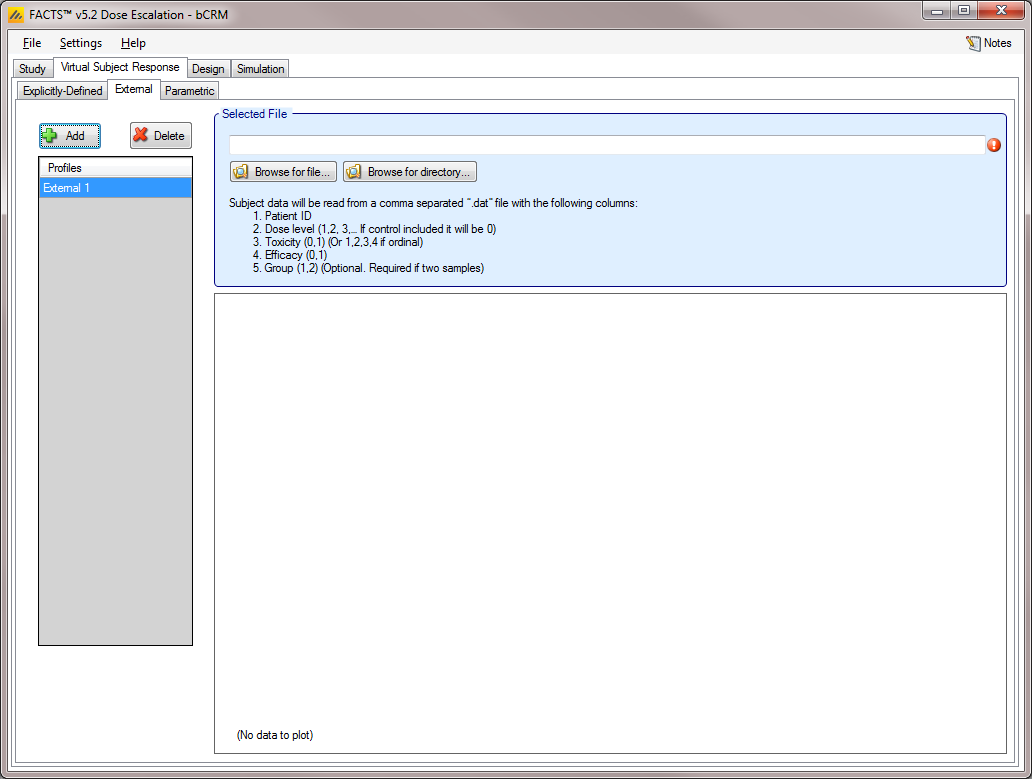 FACTS™ v5.2 Dose Escalation - bCRM
File Settings Help Notes
Study Virtual Subject Response Design Simulation
Explicitly-Defined External Parametric
Add Delete
Profiles
External 1
Selected File
Browse for file... Browse for directory...
Subject data will be read from a comma separated ".dat" file with the following columns:
1. Patient ID
2. Dose level (1,2, 3,... If control included it will be 0)
3. Toxicity (0,1) (Or 1,2,3,4 if ordinal)
4. Efficacy (0,1)
5. Group (1,2) (Optional. Required if two samples)
(No data to plot)